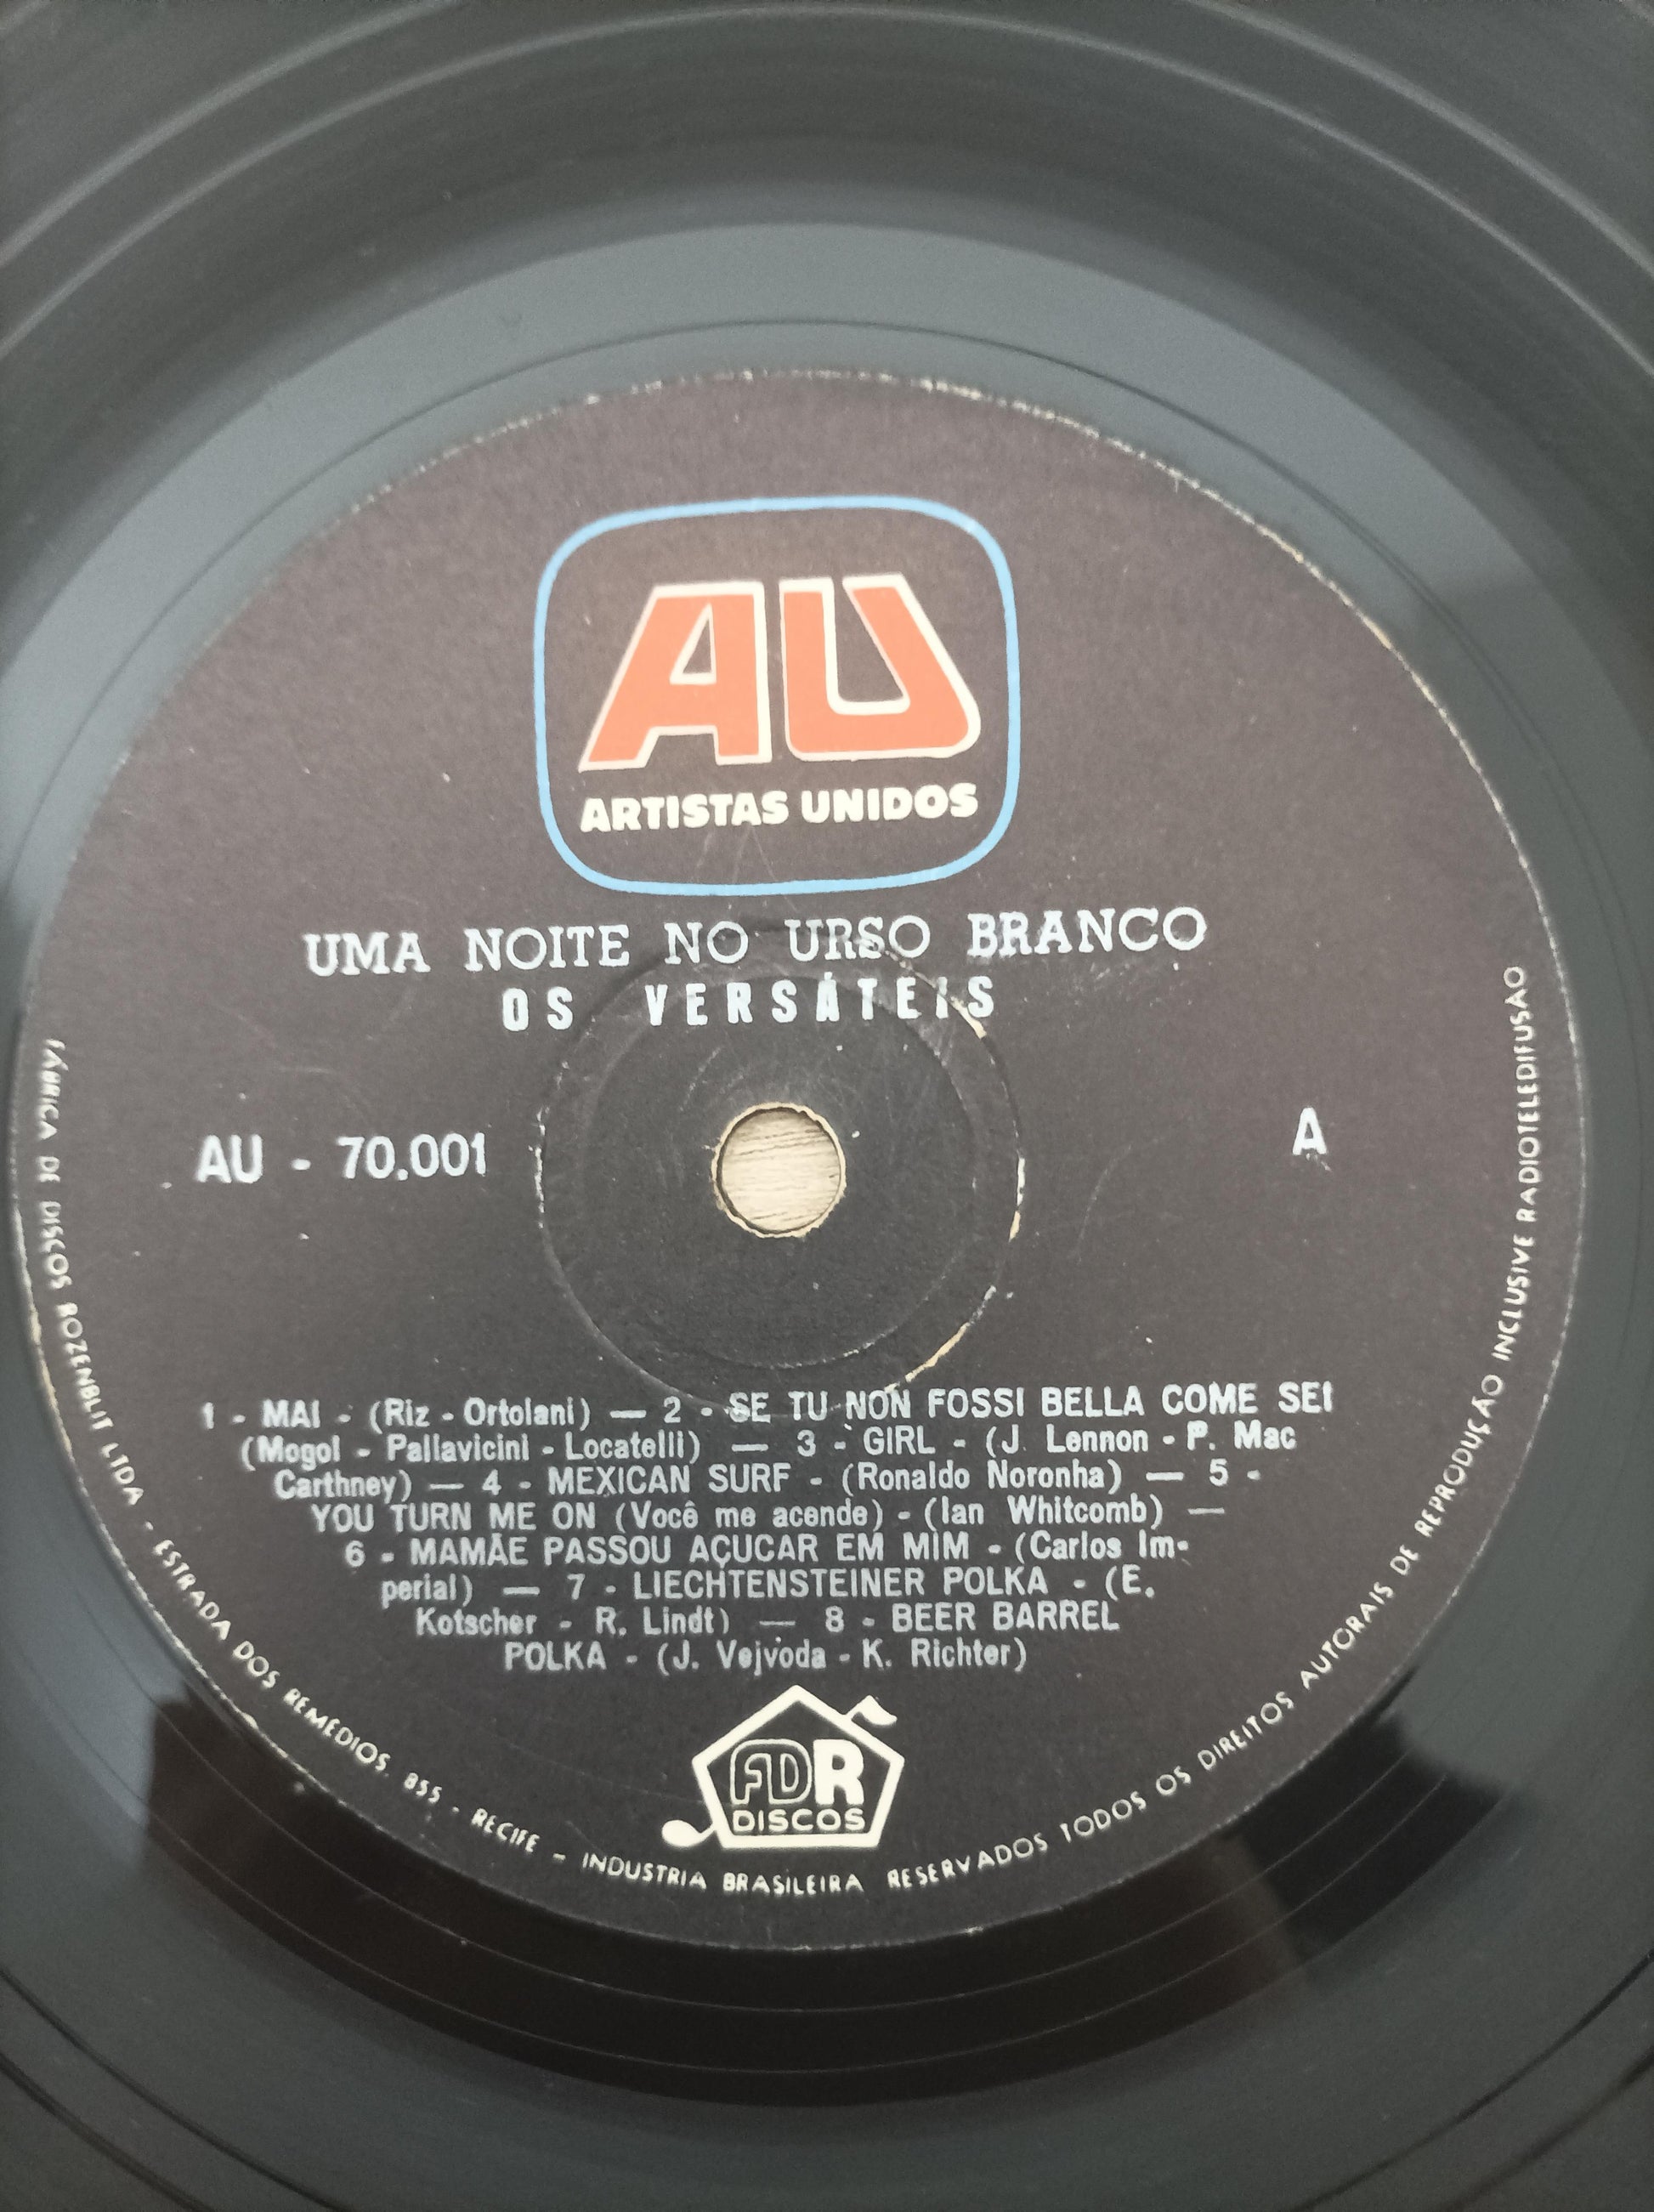 AU
ARTISTAS UNIDOS
UMA NOITE NO URSO BRANCO
OS VERSÁTEIS
AU - 70.001
A
1 - MAI - (Riz - Ortolani) — 2 - SE TU NON FOSSI BELLA COME SEI
(Mogol - Pallavicini - Locatelli) — 3 - GIRL - (J. Lennon - P. Mac
Carthney) — 4 - MEXICAN SURF - (Ronaldo Noronha) — 5 -
YOU TURN ME ON (Você me acende) - (Ian Whitcomb) —
6 - MAMÃE PASSOU AÇUCAR EM MIM - (Carlos Im-
perial) — 7 - LIECHTENSTEINER POLKA - (E.
Kotscher - R. Lindt) — 8 - BEER BARREL
POLKA - (J. Vejvoda - K. Richter)
FDR
DISCOS
FÁBRICA DE DISCOS ROZENBLIT LTDA - ESTRADA DOS REMÉDIOS, 855 - RECIFE - INDUSTRIA BRASILEIRA RESERVADOS TODOS OS DIREITOS AUTORAIS DE REPRODUÇÃO INCLUSIVE RADIOTELEDIFUSÃO